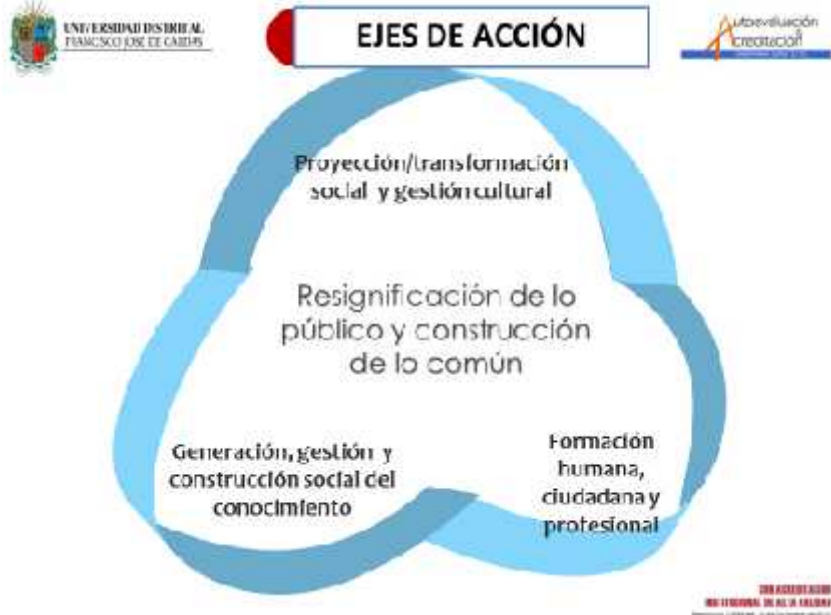 UNIVERSIDAD DISTRITAL
FRANCISCO JOSÉ DE CALDAS
EJES DE ACCIÓN
Autoevaluación
Acreditación
Proyección/transformación
social y gestión cultural
Resignificación de lo
público y construcción
de lo común
Generación, gestión y
construcción social del
conocimiento
Formación
humana,
ciudadana y
profesional